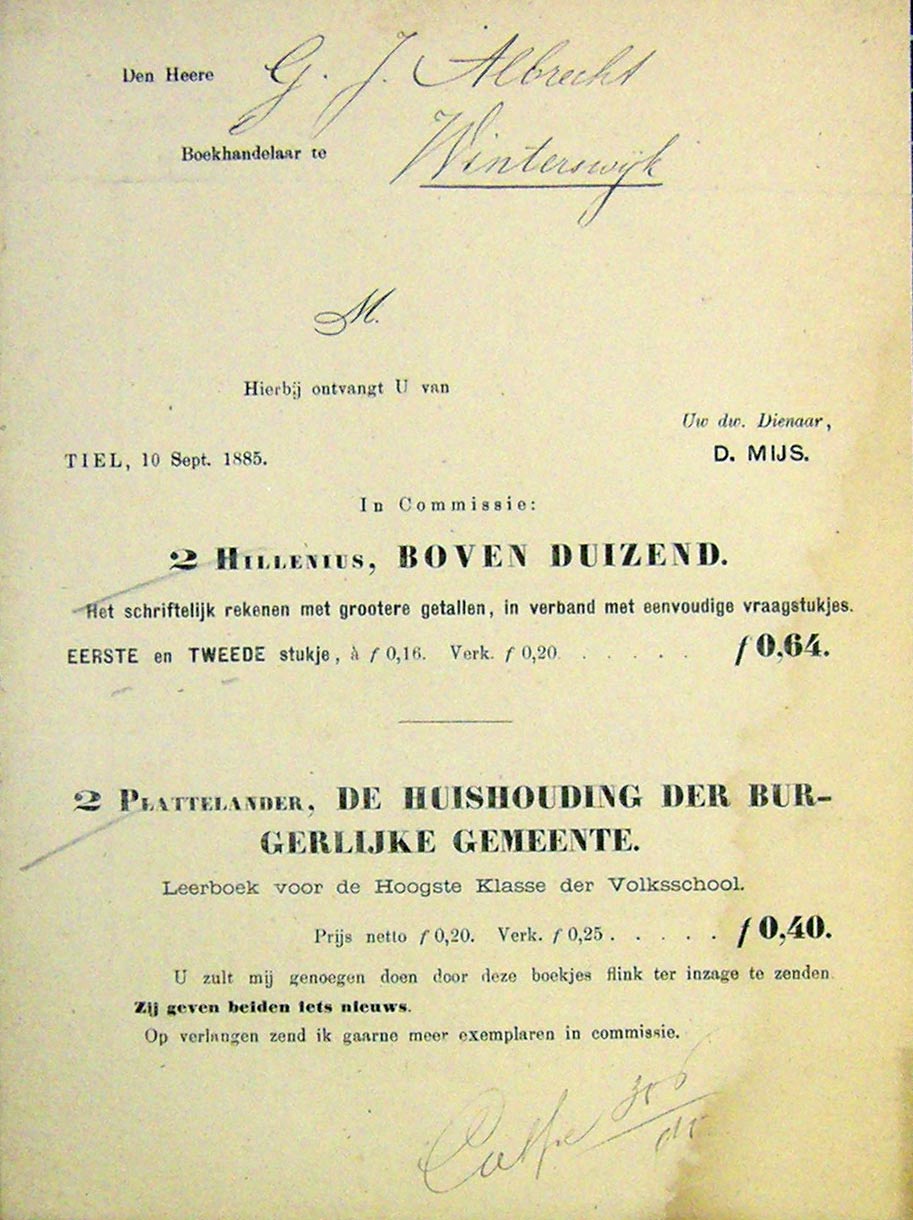 Den Heere G. J. Albrecht
Boekhandelaar te Winterswijk
M.
Hierbij ontvangt U van
Uw dw. Dienaar,
TIEL, 10 Sept. 1885. D. MIJS.
In Commissie:
2 HILLENIUS, BOVEN DUIZEND.
Het schriftelijk rekenen met grootere getallen, in verband met eenvoudige vraagstukjes.
EERSTE en TWEEDE stukje, à f 0,16. Verk. f 0,20 . . . . . . f 0,64.
2 PLATTELANDER, DE HUISHOUDING DER BUR-
GERLIJKE GEMEENTE.
Leerboek voor de Hoogste Klasse der Volksschool.
Prijs netto f 0,20. Verk. f 0,25 . . . . . f 0,40.
U zult mij genoegen doen door deze boekjes flink ter inzage te zenden.
Zij geven beiden iets nieuws.
Op verlangen zend ik gaarne meer exemplaren in commissie.